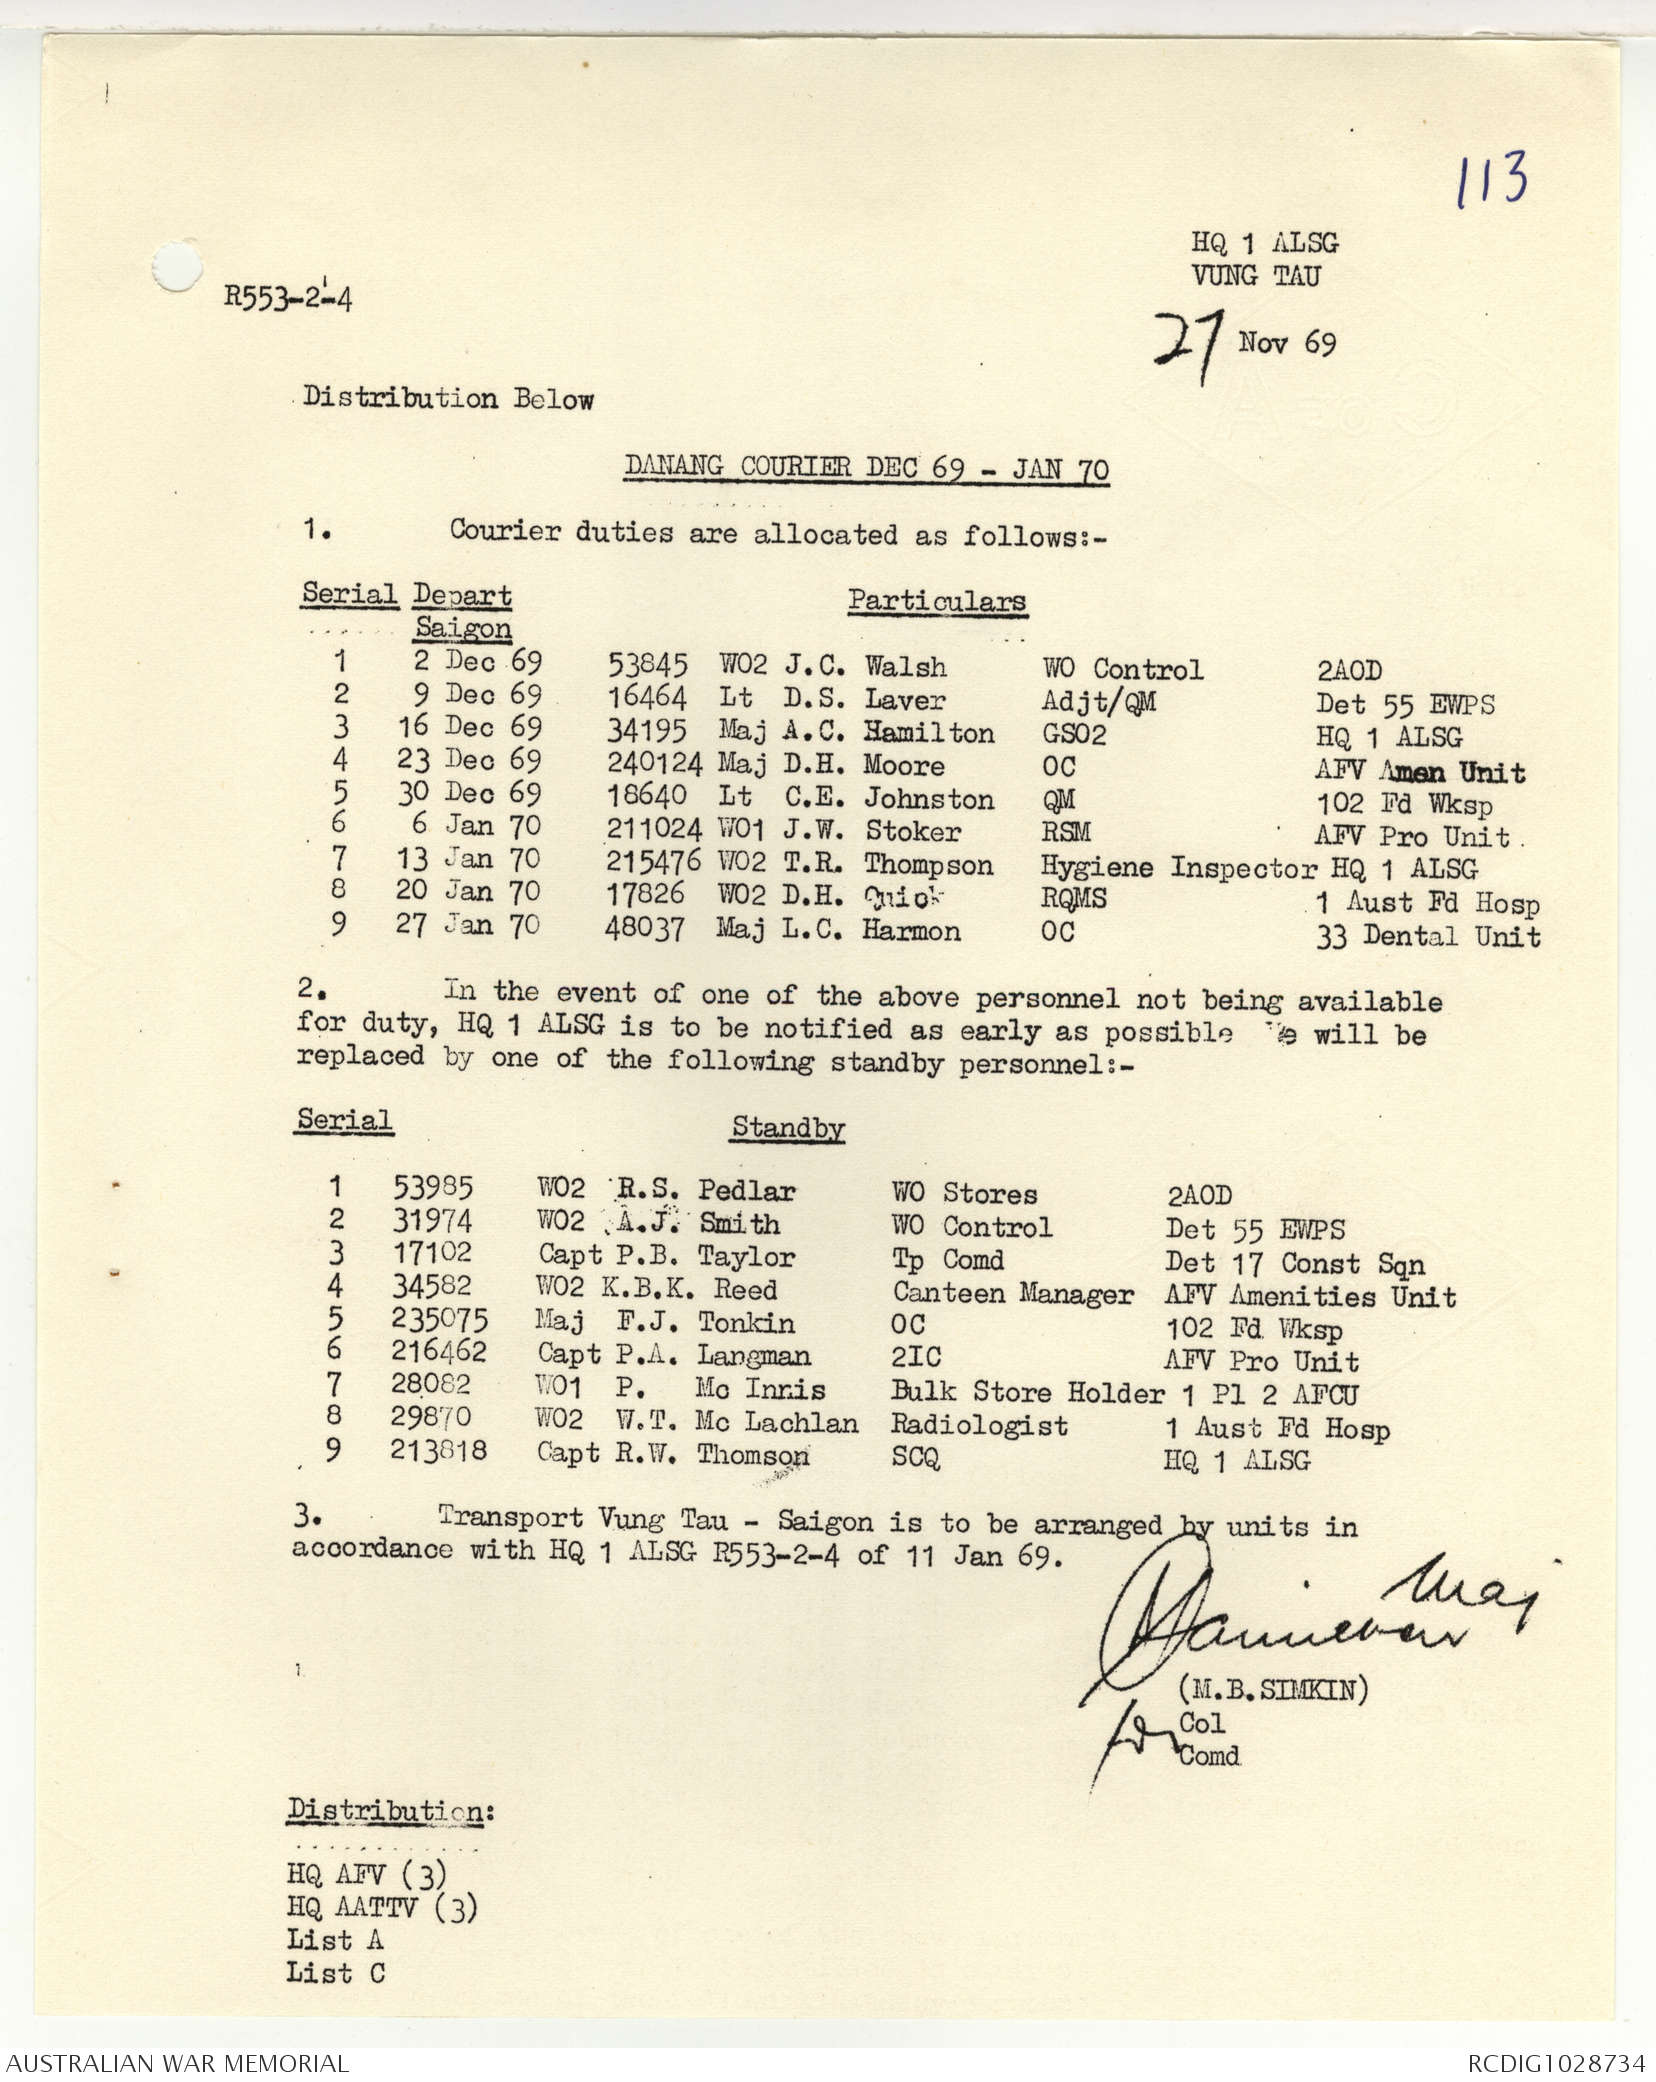 113
HQ 1 ALSG
VUNG TAU
R553-2-4
27 Nov 69
Distribution Below
DANANG COURIER DEC 69 - JAN 70
1. Courier duties are allocated as follows:-
Serial Depart Particulars
Saigon
1 2 Dec 69 53845 WO2 J.C. Walsh WO Control 2AOD
2 9 Dec 69 16464 Lt D.S. Laver Adjt/QM Det 55 EWPS
3 16 Dec 69 34195 Maj A.C. Hamilton GSO2 HQ 1 ALSG
4 23 Dec 69 240124 Maj D.H. Moore OC AFV Amen Unit
5 30 Dec 69 18640 Lt C.E. Johnston QM 102 Fd Wksp
6 6 Jan 70 211024 WO1 J.W. Stoker RSM AFV Pro Unit.
7 13 Jan 70 215476 WO2 T.R. Thompson Hygiene Inspector HQ 1 ALSG
8 20 Jan 70 17826 WO2 D.H. Quick RQMS 1 Aust Fd Hosp
9 27 Jan 70 48037 Maj L.C. Harmon OC 33 Dental Unit
2. In the event of one of the above personnel not being available
for duty, HQ 1 ALSG is to be notified as early as possible He will be
replaced by one of the following standby personnel:-
Serial Standby
1 53985 WO2 R.S. Pedlar WO Stores 2AOD
2 31974 WO2 A.J. Smith WO Control Det 55 EWPS
3 17102 Capt P.B. Taylor Tp Comd Det 17 Const Sqn
4 34582 WO2 K.B.K. Reed Canteen Manager AFV Amenities Unit
5 235075 Maj F.J. Tonkin OC 102 Fd Wksp
6 216462 Capt P.A. Langman 2IC AFV Pro Unit
7 28082 WO1 P. Mc Innis Bulk Store Holder 1 Pl 2 AFCU
8 29870 WO2 W.T. Mc Lachlan Radiologist 1 Aust Fd Hosp
9 213818 Capt R.W. Thomson SCQ HQ 1 ALSG
3. Transport Vung Tau - Saigon is to be arranged by units in
accordance with HQ 1 ALSG R553-2-4 of 11 Jan 69.
Maj
(M.B.SIMKIN)
for Col
Comd
Distribution:
HQ AFV (3)
HQ AATTV (3)
List A
List C
AUSTRALIAN WAR MEMORIAL RCDIG1028734